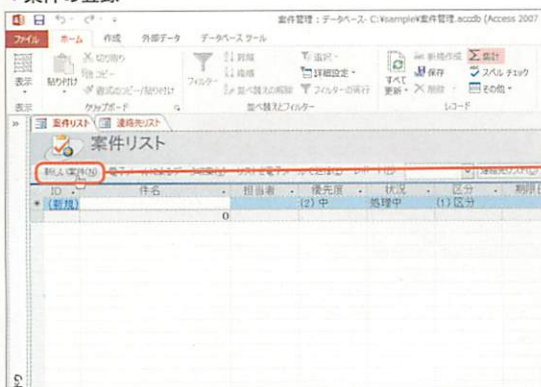 案件の登録
案件管理 : データベース- C:¥sample¥案件管理.accdb (Access 2007
ファイル ホーム 作成 外部データ データベース ツール
表示
貼り付け
切り取り
コピー
書式のコピー/貼り付け
クリップボード
フィルター
昇順
降順
並べ替えの解除
選択
詳細設定
フィルターの実行
並べ替えとフィルター
すべて更新
新規作成
保存
削除
集計
スペル チェック
その他
レコード
案件リスト 連絡先リスト
案件リスト
新しい案件(N)
ID 件名 担当者 優先度 状況 区分 期限
* (新規) (2) 中 処理中 (1) 区分
0